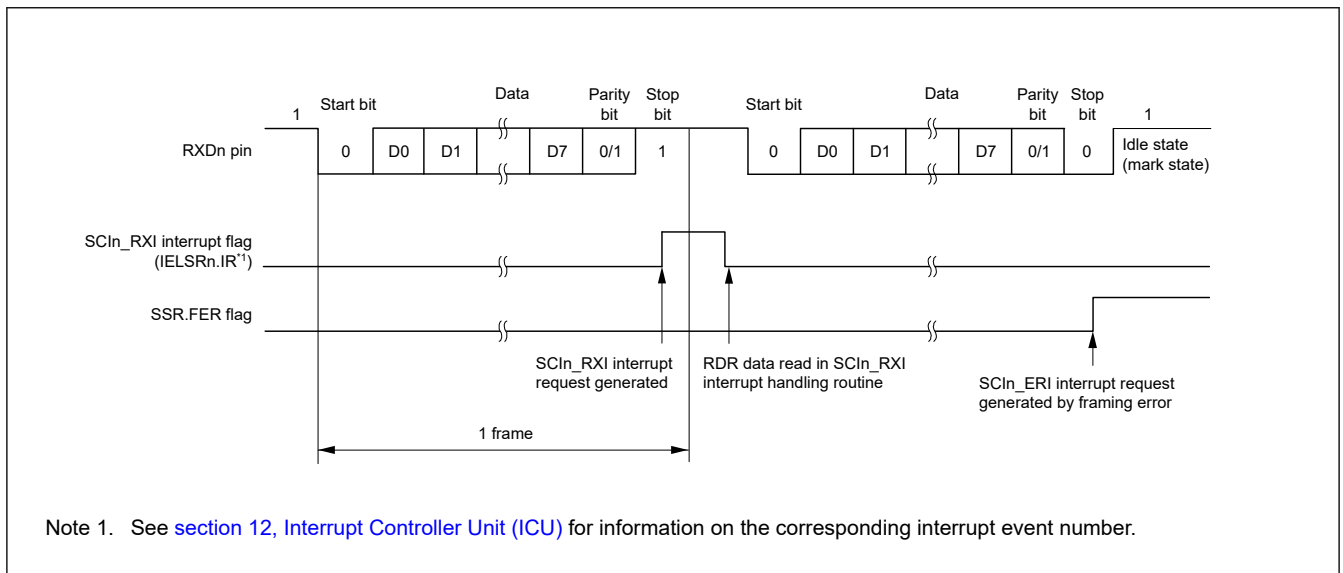 1
Start bit
Data
Parity
bit
Stop
bit
Start bit
Data
Parity
bit
Stop
bit
1
RXDn pin
0
D0
D1
D7
0/1
1
0
D0
D1
D7
0/1
0
Idle state
(mark state)
SCIn_RXI interrupt flag
(IELSRn.IR*1)
SSR.FER flag
SCIn_RXI interrupt
request generated
RDR data read in SCIn_RXI
interrupt handling routine
SCIn_ERI interrupt request
generated by framing error
1 frame
Note 1. See section 12, Interrupt Controller Unit (ICU) for information on the corresponding interrupt event number.